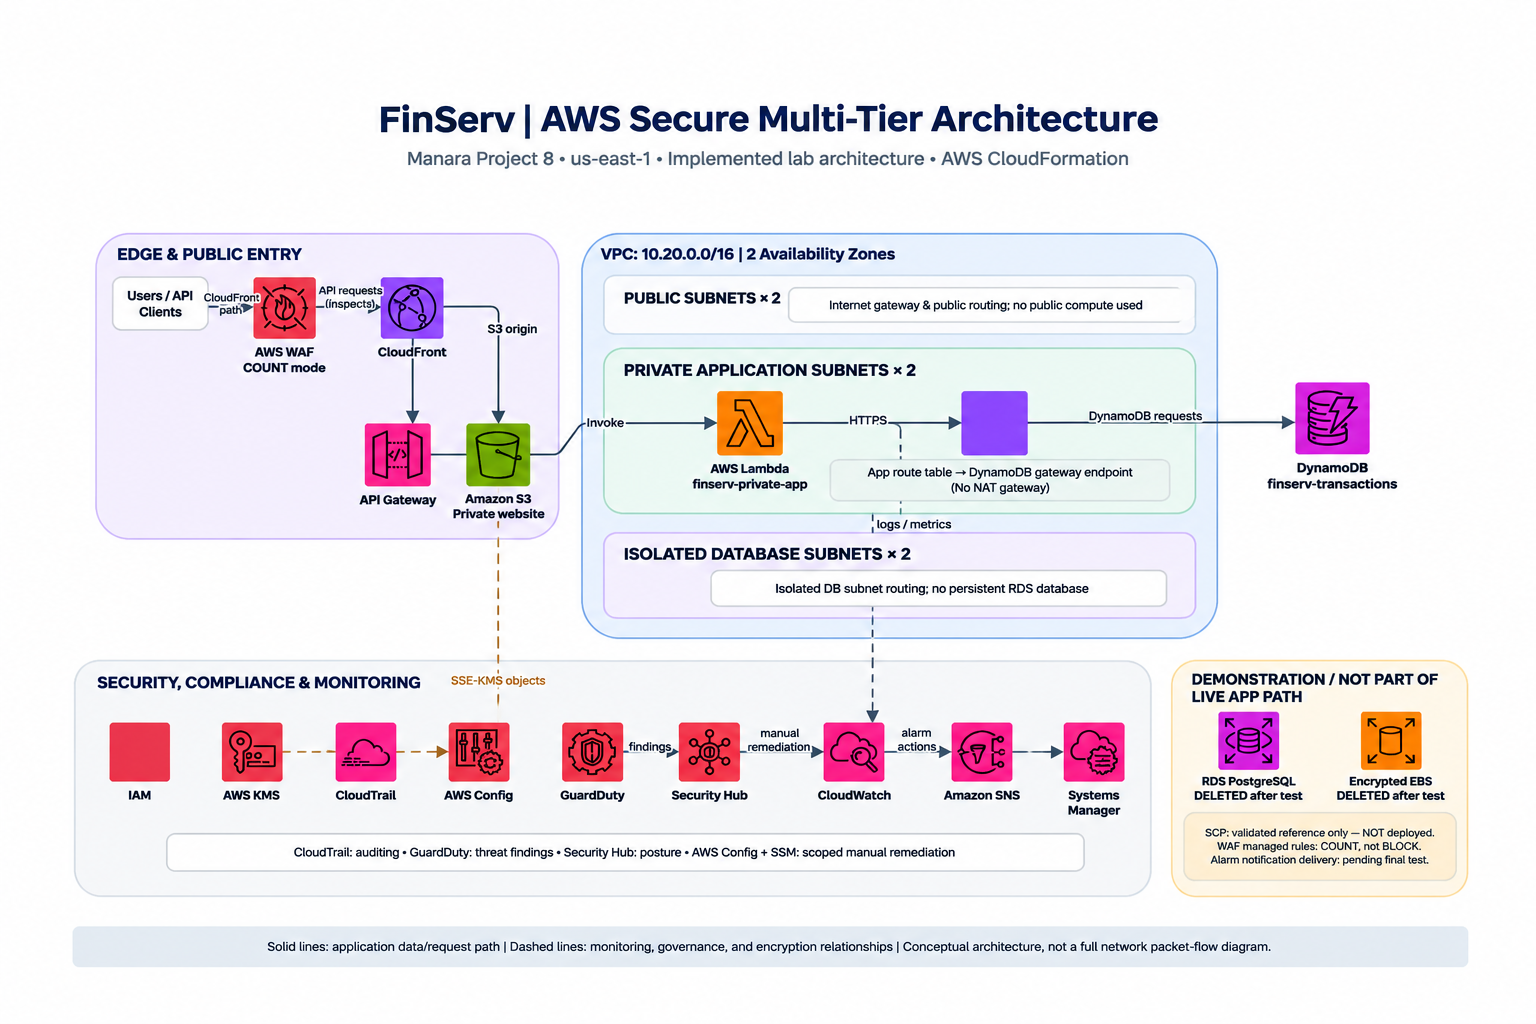 FinServ | AWS Secure Multi-Tier Architecture
Manara Project 8 • us-east-1 • Implemented lab architecture • AWS CloudFormation
EDGE & PUBLIC ENTRY
Users / API
Clients
CloudFront
path
API requests
(inspects)
AWS WAF
COUNT mode
CloudFront
S3 origin
API Gateway
Amazon S3
Private website
Invoke
VPC: 10.20.0.0/16 | 2 Availability Zones
PUBLIC SUBNETS × 2
Internet gateway & public routing; no public compute used
PRIVATE APPLICATION SUBNETS × 2
AWS Lambda
finserv-private-app
HTTPS
App route table → DynamoDB gateway endpoint
(No NAT gateway)
DynamoDB requests
DynamoDB
finserv-transactions
logs / metrics
ISOLATED DATABASE SUBNETS × 2
Isolated DB subnet routing; no persistent RDS database
SECURITY, COMPLIANCE & MONITORING
SSE-KMS objects
IAM
AWS KMS
CloudTrail
AWS Config
GuardDuty
findings
Security Hub
manual
remediation
CloudWatch
alarm
actions
Amazon SNS
Systems
Manager
CloudTrail: auditing • GuardDuty: threat findings • Security Hub: posture • AWS Config + SSM: scoped manual remediation
DEMONSTRATION / NOT PART OF
LIVE APP PATH
RDS PostgreSQL
DELETED after test
Encrypted EBS
DELETED after test
SCP: validated reference only — NOT deployed.
WAF managed rules: COUNT, not BLOCK.
Alarm notification delivery: pending final test.
Solid lines: application data/request path | Dashed lines: monitoring, governance, and encryption relationships | Conceptual architecture, not a full network packet-flow diagram.